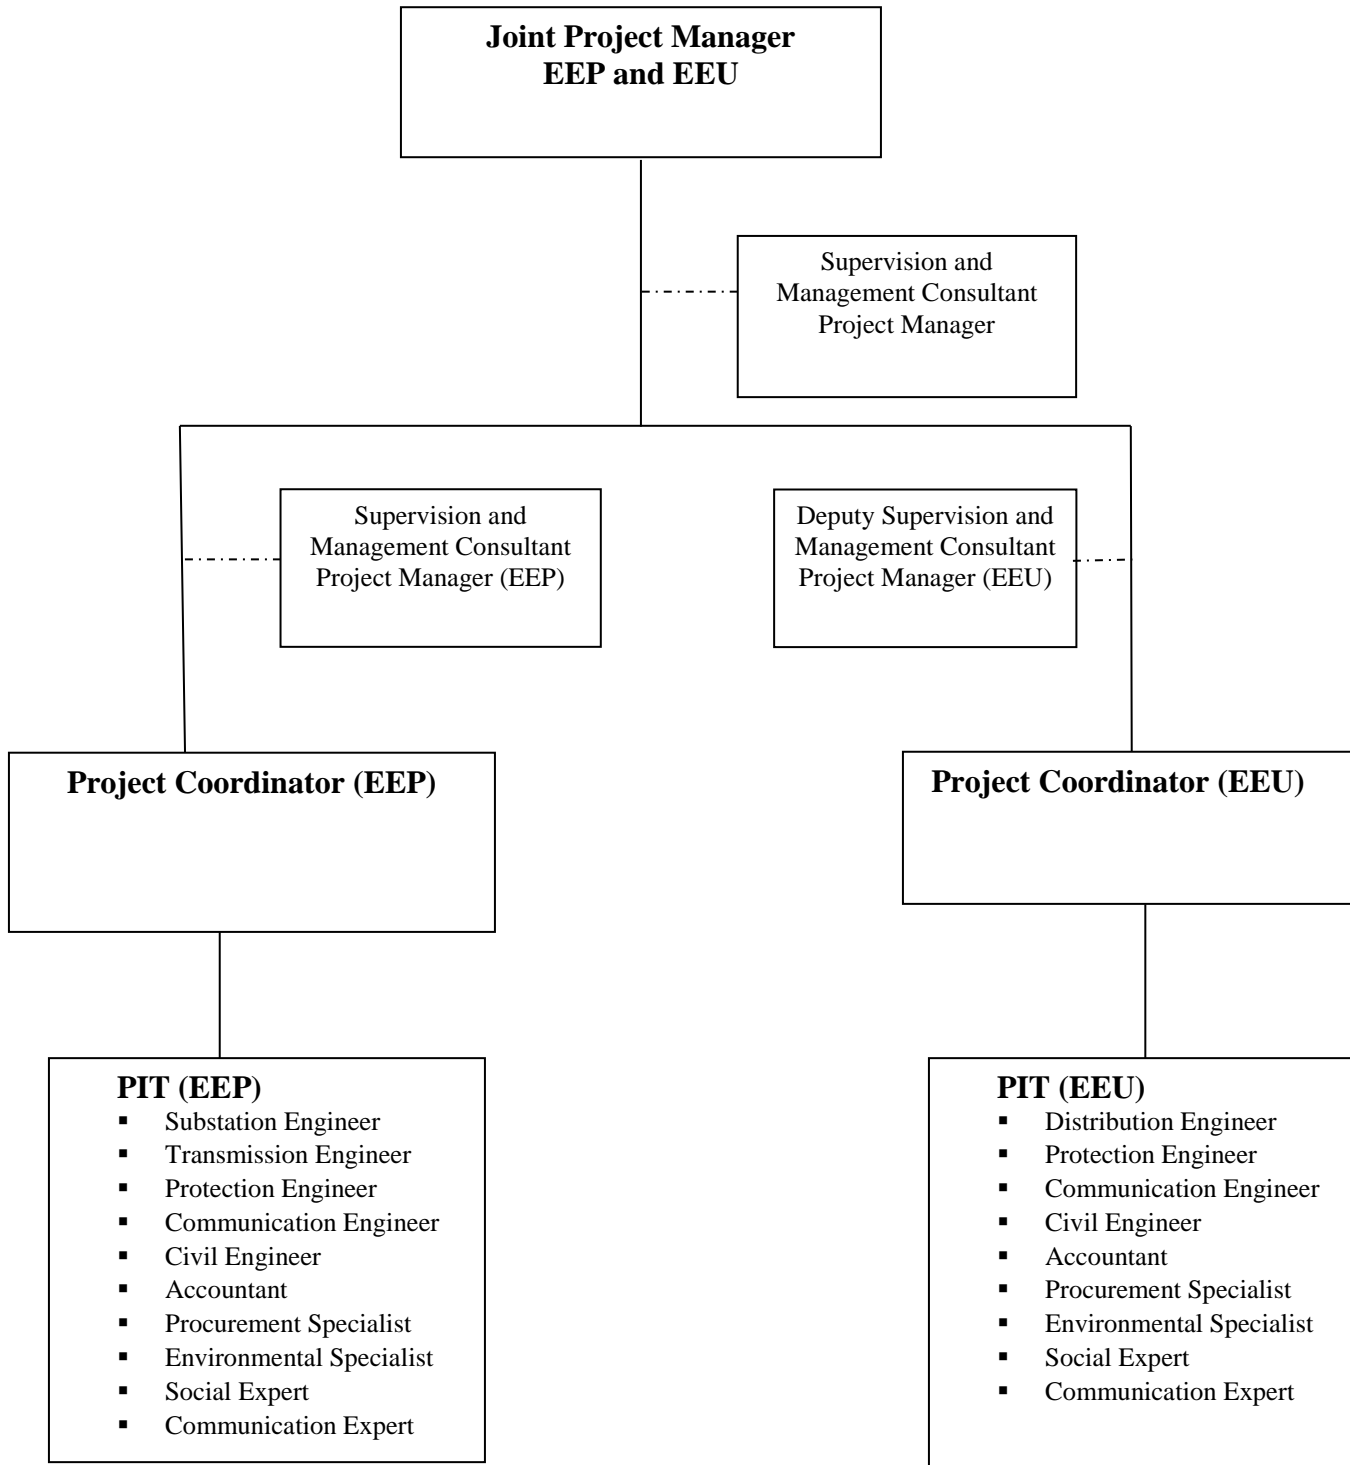 Joint Project Manager
EEP and EEU
Supervision and
Management Consultant
Project Manager
Supervision and
Management Consultant
Project Manager (EEP)
Deputy Supervision and
Management Consultant
Project Manager (EEU)
Project Coordinator (EEP)
Project Coordinator (EEU)
PIT (EEP)
▪ Substation Engineer
▪ Transmission Engineer
▪ Protection Engineer
▪ Communication Engineer
▪ Civil Engineer
▪ Accountant
▪ Procurement Specialist
▪ Environmental Specialist
▪ Social Expert
▪ Communication Expert
PIT (EEU)
▪ Distribution Engineer
▪ Protection Engineer
▪ Communication Engineer
▪ Civil Engineer
▪ Accountant
▪ Procurement Specialist
▪ Environmental Specialist
▪ Social Expert
▪ Communication Expert